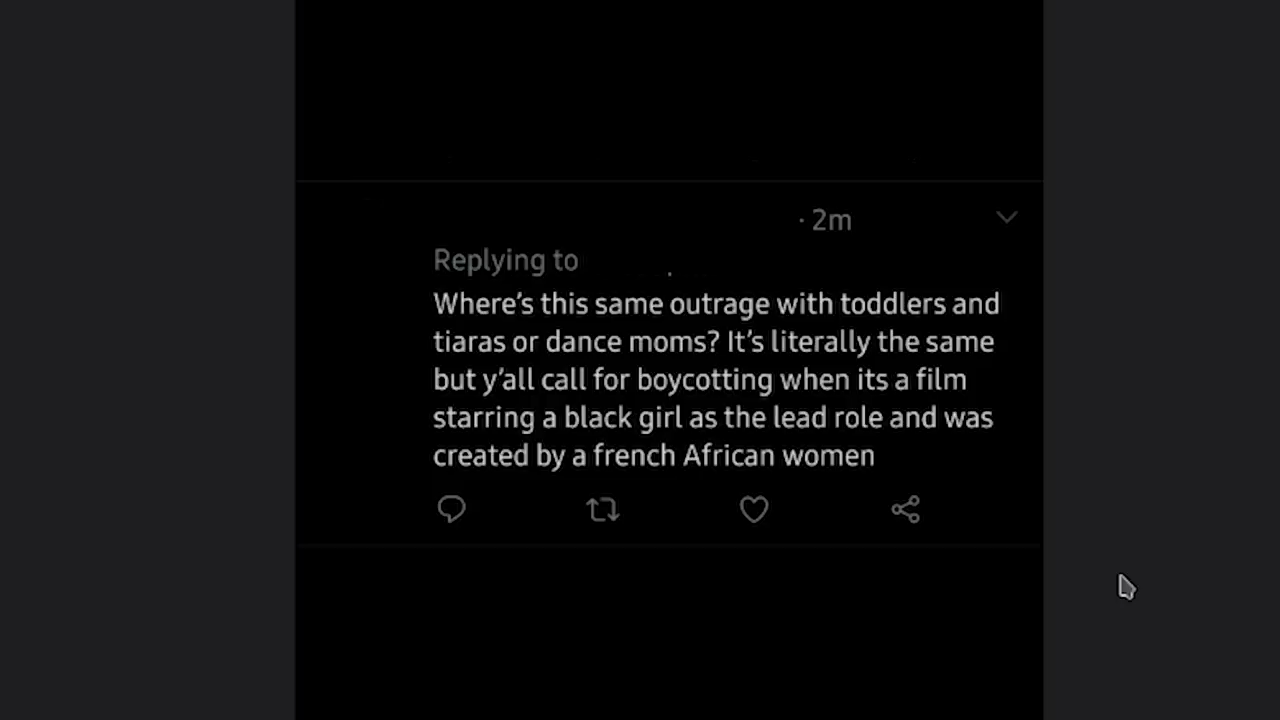 · 2m
Replying to
Where's this same outrage with toddlers and
tiaras or dance moms? It's literally the same
but y'all call for boycotting when its a film
starring a black girl as the lead role and was
created by a french African women